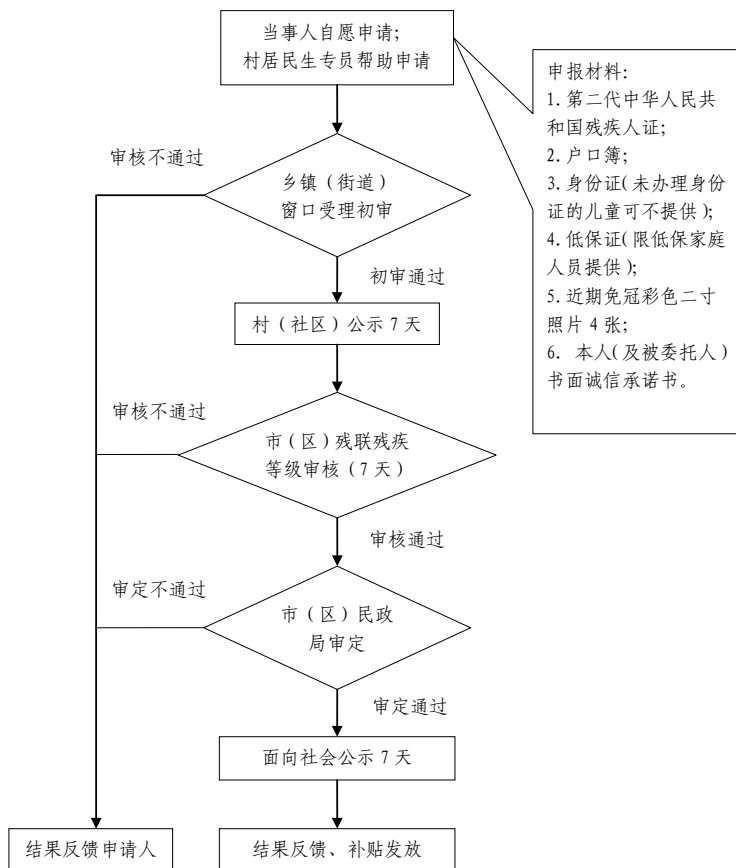 当事人自愿申请;
村居民生专员帮助申请
申报材料:
1.第二代中华人民共
和国残疾人证;
2.户口簿;
3.身份证(未办理身份
证的儿童可不提供);
4.低保证(限低保家庭
人员提供);
5.近期免冠彩色二寸
照片 4 张;
6. 本人(及被委托人)
书面诚信承诺书。
审核不通过
乡镇(街道)
窗口受理初审
初审通过
村(社区)公示 7 天
审核不通过
市(区)残联残疾
等级审核(7天)
审核通过
审定不通过
市(区)民政
局审定
审定通过
面向社会公示 7 天
结果反馈申请人
结果反馈、补贴发放